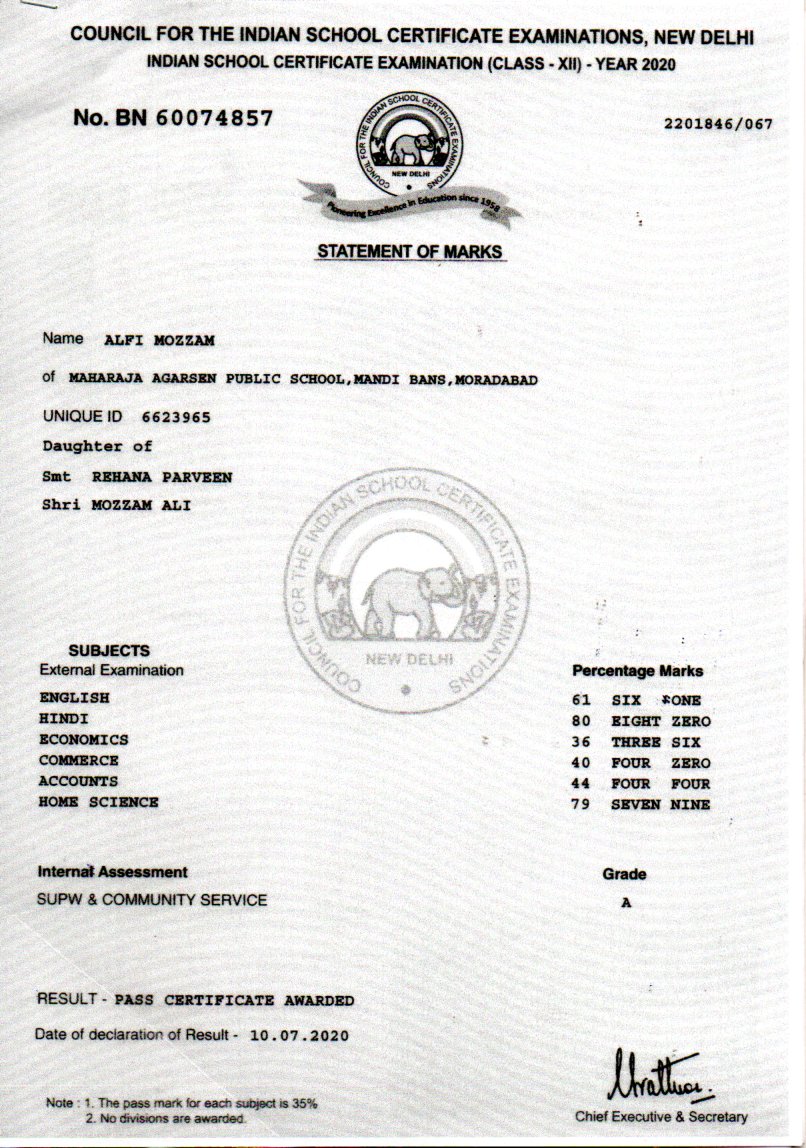 COUNCIL FOR THE INDIAN SCHOOL CERTIFICATE EXAMINATIONS, NEW DELHI
INDIAN SCHOOL CERTIFICATE EXAMINATION (CLASS - XII) - YEAR 2020
No. BN 60074857
2201846/067
COUNCIL FOR THE INDIAN SCHOOL CERTIFICATE EXAMINATIONS
NEW DELHI
Pioneering Excellence in Education since 1958
STATEMENT OF MARKS
Name ALFI MOZZAM
of MAHARAJA AGARSEN PUBLIC SCHOOL,MANDI BANS,MORADABAD
UNIQUE ID 6623965
Daughter of
Smt REHANA PARVEEN
Shri MOZZAM ALI
COUNCIL FOR THE INDIAN SCHOOL CERTIFICATE EXAMINATIONS
NEW DELHI
SUBJECTS
External Examination Percentage Marks
ENGLISH 61 SIX ONE
HINDI 80 EIGHT ZERO
ECONOMICS 36 THREE SIX
COMMERCE 40 FOUR ZERO
ACCOUNTS 44 FOUR FOUR
HOME SCIENCE 79 SEVEN NINE
Internal Assessment Grade
SUPW & COMMUNITY SERVICE A
RESULT - PASS CERTIFICATE AWARDED
Date of declaration of Result - 10.07.2020
Note : 1. The pass mark for each subject is 35%
2. No divisions are awarded.
Chief Executive & Secretary